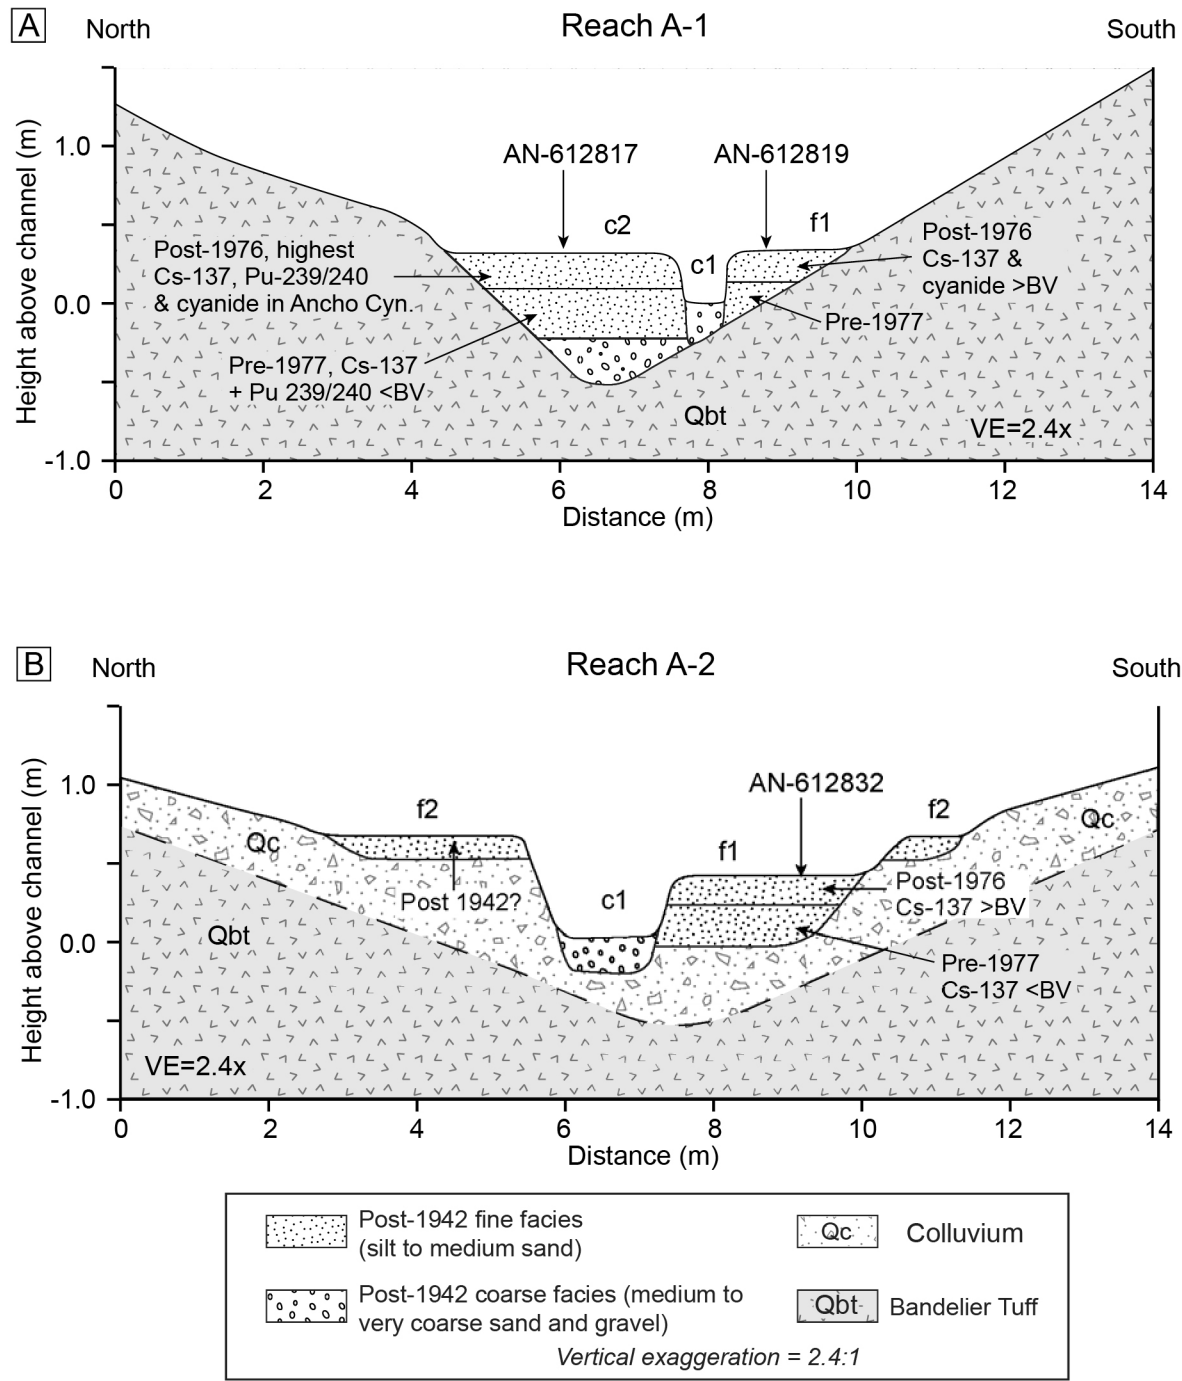 A
North
Reach A-1
South
AN-612817
AN-612819
c2
f1
c1
Post-1976, highest
Cs-137, Pu-239/240
& cyanide in Ancho Cyn.
Post-1976
Cs-137 &
cyanide >BV
Pre-1977
Pre-1977, Cs-137
+ Pu 239/240 <BV
Qbt
VE=2.4x
Height above channel (m)
1.0
0.0
-1.0
0 2 4 6 8 10 12 14
Distance (m)
B
North
Reach A-2
South
AN-612832
f2
f2
f1
c1
Qc
Qc
Post 1942?
Post-1976
Cs-137 >BV
Qbt
Pre-1977
Cs-137 <BV
VE=2.4x
Height above channel (m)
1.0
0.0
-1.0
0 2 4 6 8 10 12 14
Distance (m)
Post-1942 fine facies
(silt to medium sand)
Qc Colluvium
Post-1942 coarse facies (medium to
very coarse sand and gravel)
Qbt Bandelier Tuff
Vertical exaggeration = 2.4:1